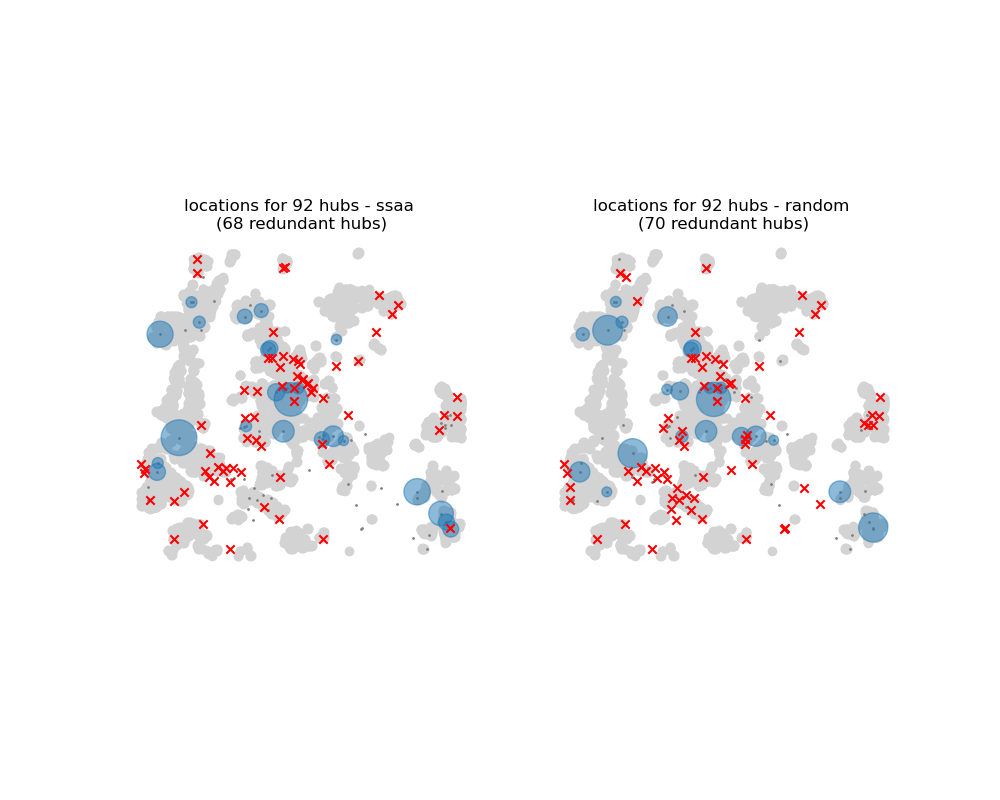 locations for 92 hubs - ssaa
(68 redundant hubs)
locations for 92 hubs - random
(70 redundant hubs)